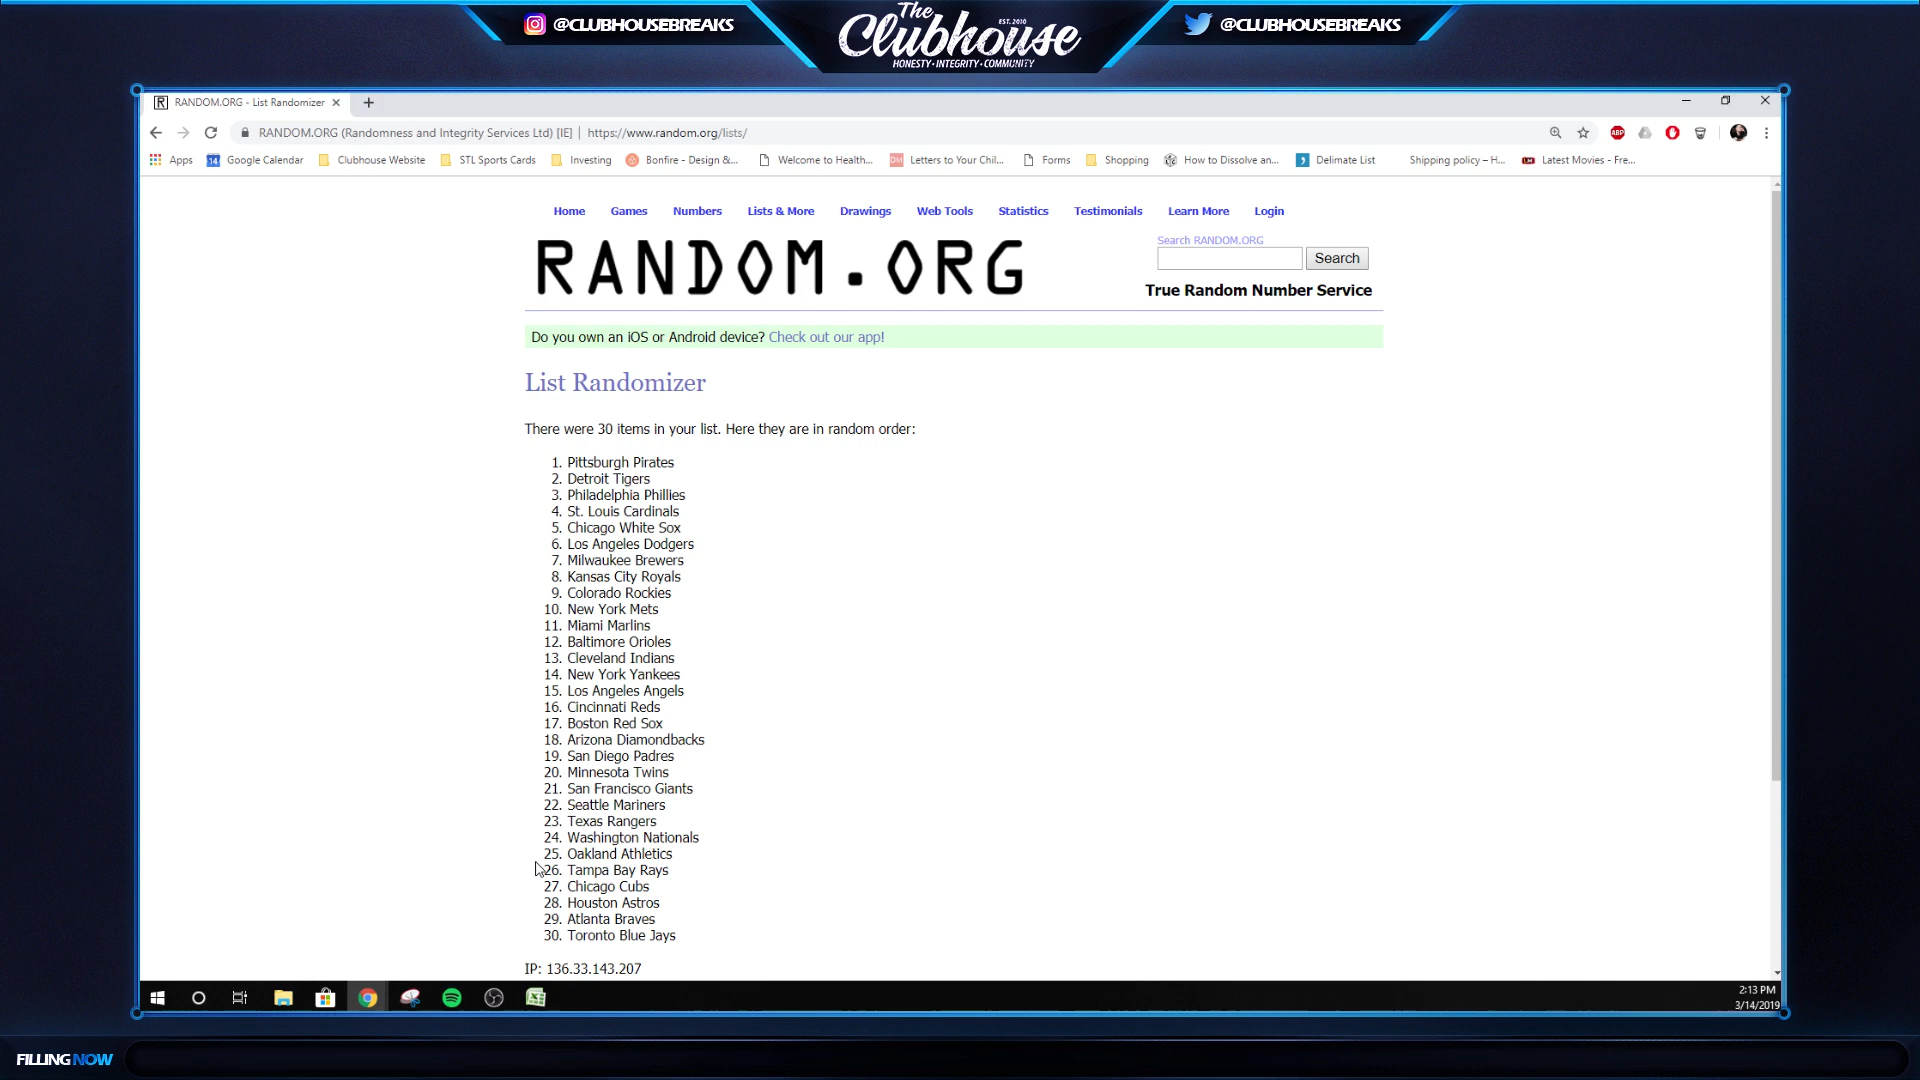 @CLUBHOUSEBREAKS
The
Clubhouse
EST. 2010
HONESTY·INTEGRITY·COMMUNITY
@CLUBHOUSEBREAKS
RANDOM.ORG - List Randomizer
RANDOM.ORG (Randomness and Integrity Services Ltd) [IE] | https://www.random.org/lists/
Apps Google Calendar Clubhouse Website STL Sports Cards Investing Bonfire - Design &... Welcome to Health... Letters to Your Chil... Forms Shopping How to Dissolve an... Delimate List Shipping policy – H... Latest Movies - Fre...
Home Games Numbers Lists & More Drawings Web Tools Statistics Testimonials Learn More Login
RANDOM.ORG
Search RANDOM.ORG
Search
True Random Number Service
Do you own an iOS or Android device? Check out our app!
List Randomizer
There were 30 items in your list. Here they are in random order:
1. Pittsburgh Pirates
2. Detroit Tigers
3. Philadelphia Phillies
4. St. Louis Cardinals
5. Chicago White Sox
6. Los Angeles Dodgers
7. Milwaukee Brewers
8. Kansas City Royals
9. Colorado Rockies
10. New York Mets
11. Miami Marlins
12. Baltimore Orioles
13. Cleveland Indians
14. New York Yankees
15. Los Angeles Angels
16. Cincinnati Reds
17. Boston Red Sox
18. Arizona Diamondbacks
19. San Diego Padres
20. Minnesota Twins
21. San Francisco Giants
22. Seattle Mariners
23. Texas Rangers
24. Washington Nationals
25. Oakland Athletics
26. Tampa Bay Rays
27. Chicago Cubs
28. Houston Astros
29. Atlanta Braves
30. Toronto Blue Jays
IP: 136.33.143.207
2:13 PM
3/14/2019
FILLING NOW